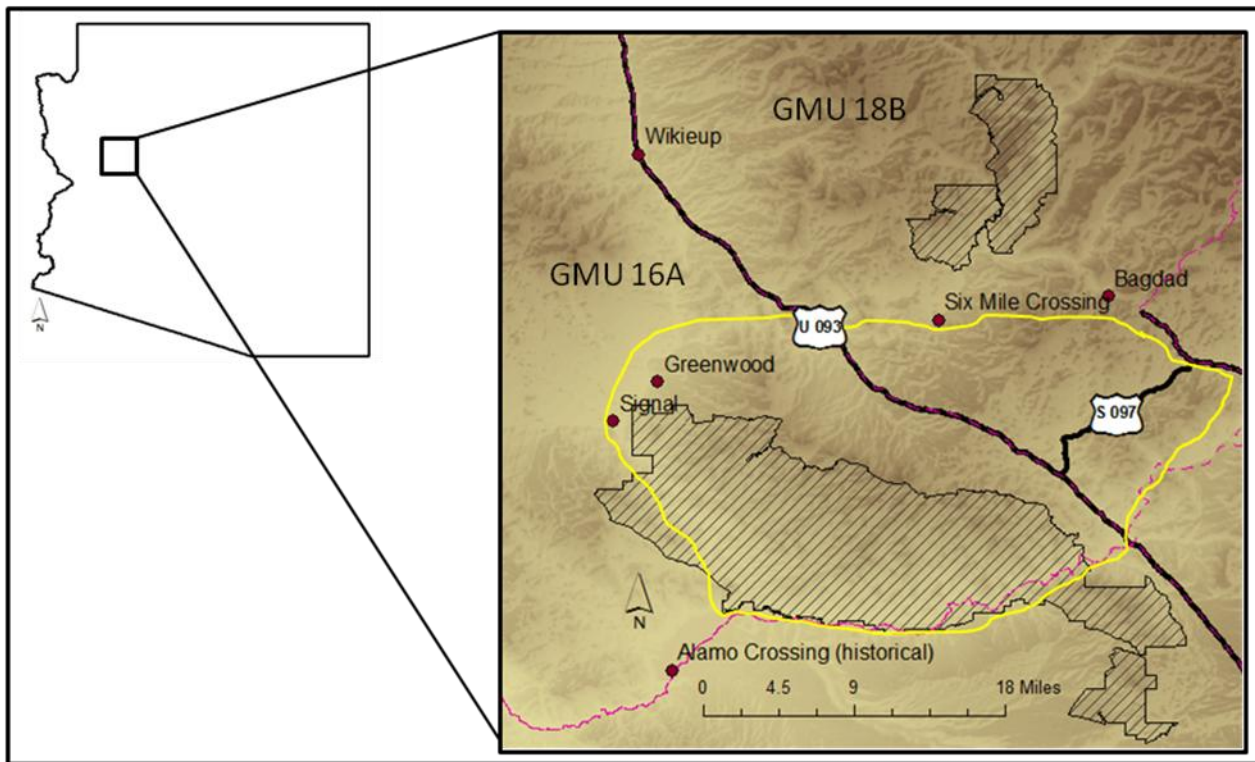 GMU 18B
Wikieup
GMU 16A
Bagdad
Six Mile Crossing
U 093
Greenwood
S 097
Signal
N
N
Alamo Crossing (historical)
0 4.5 9 18 Miles